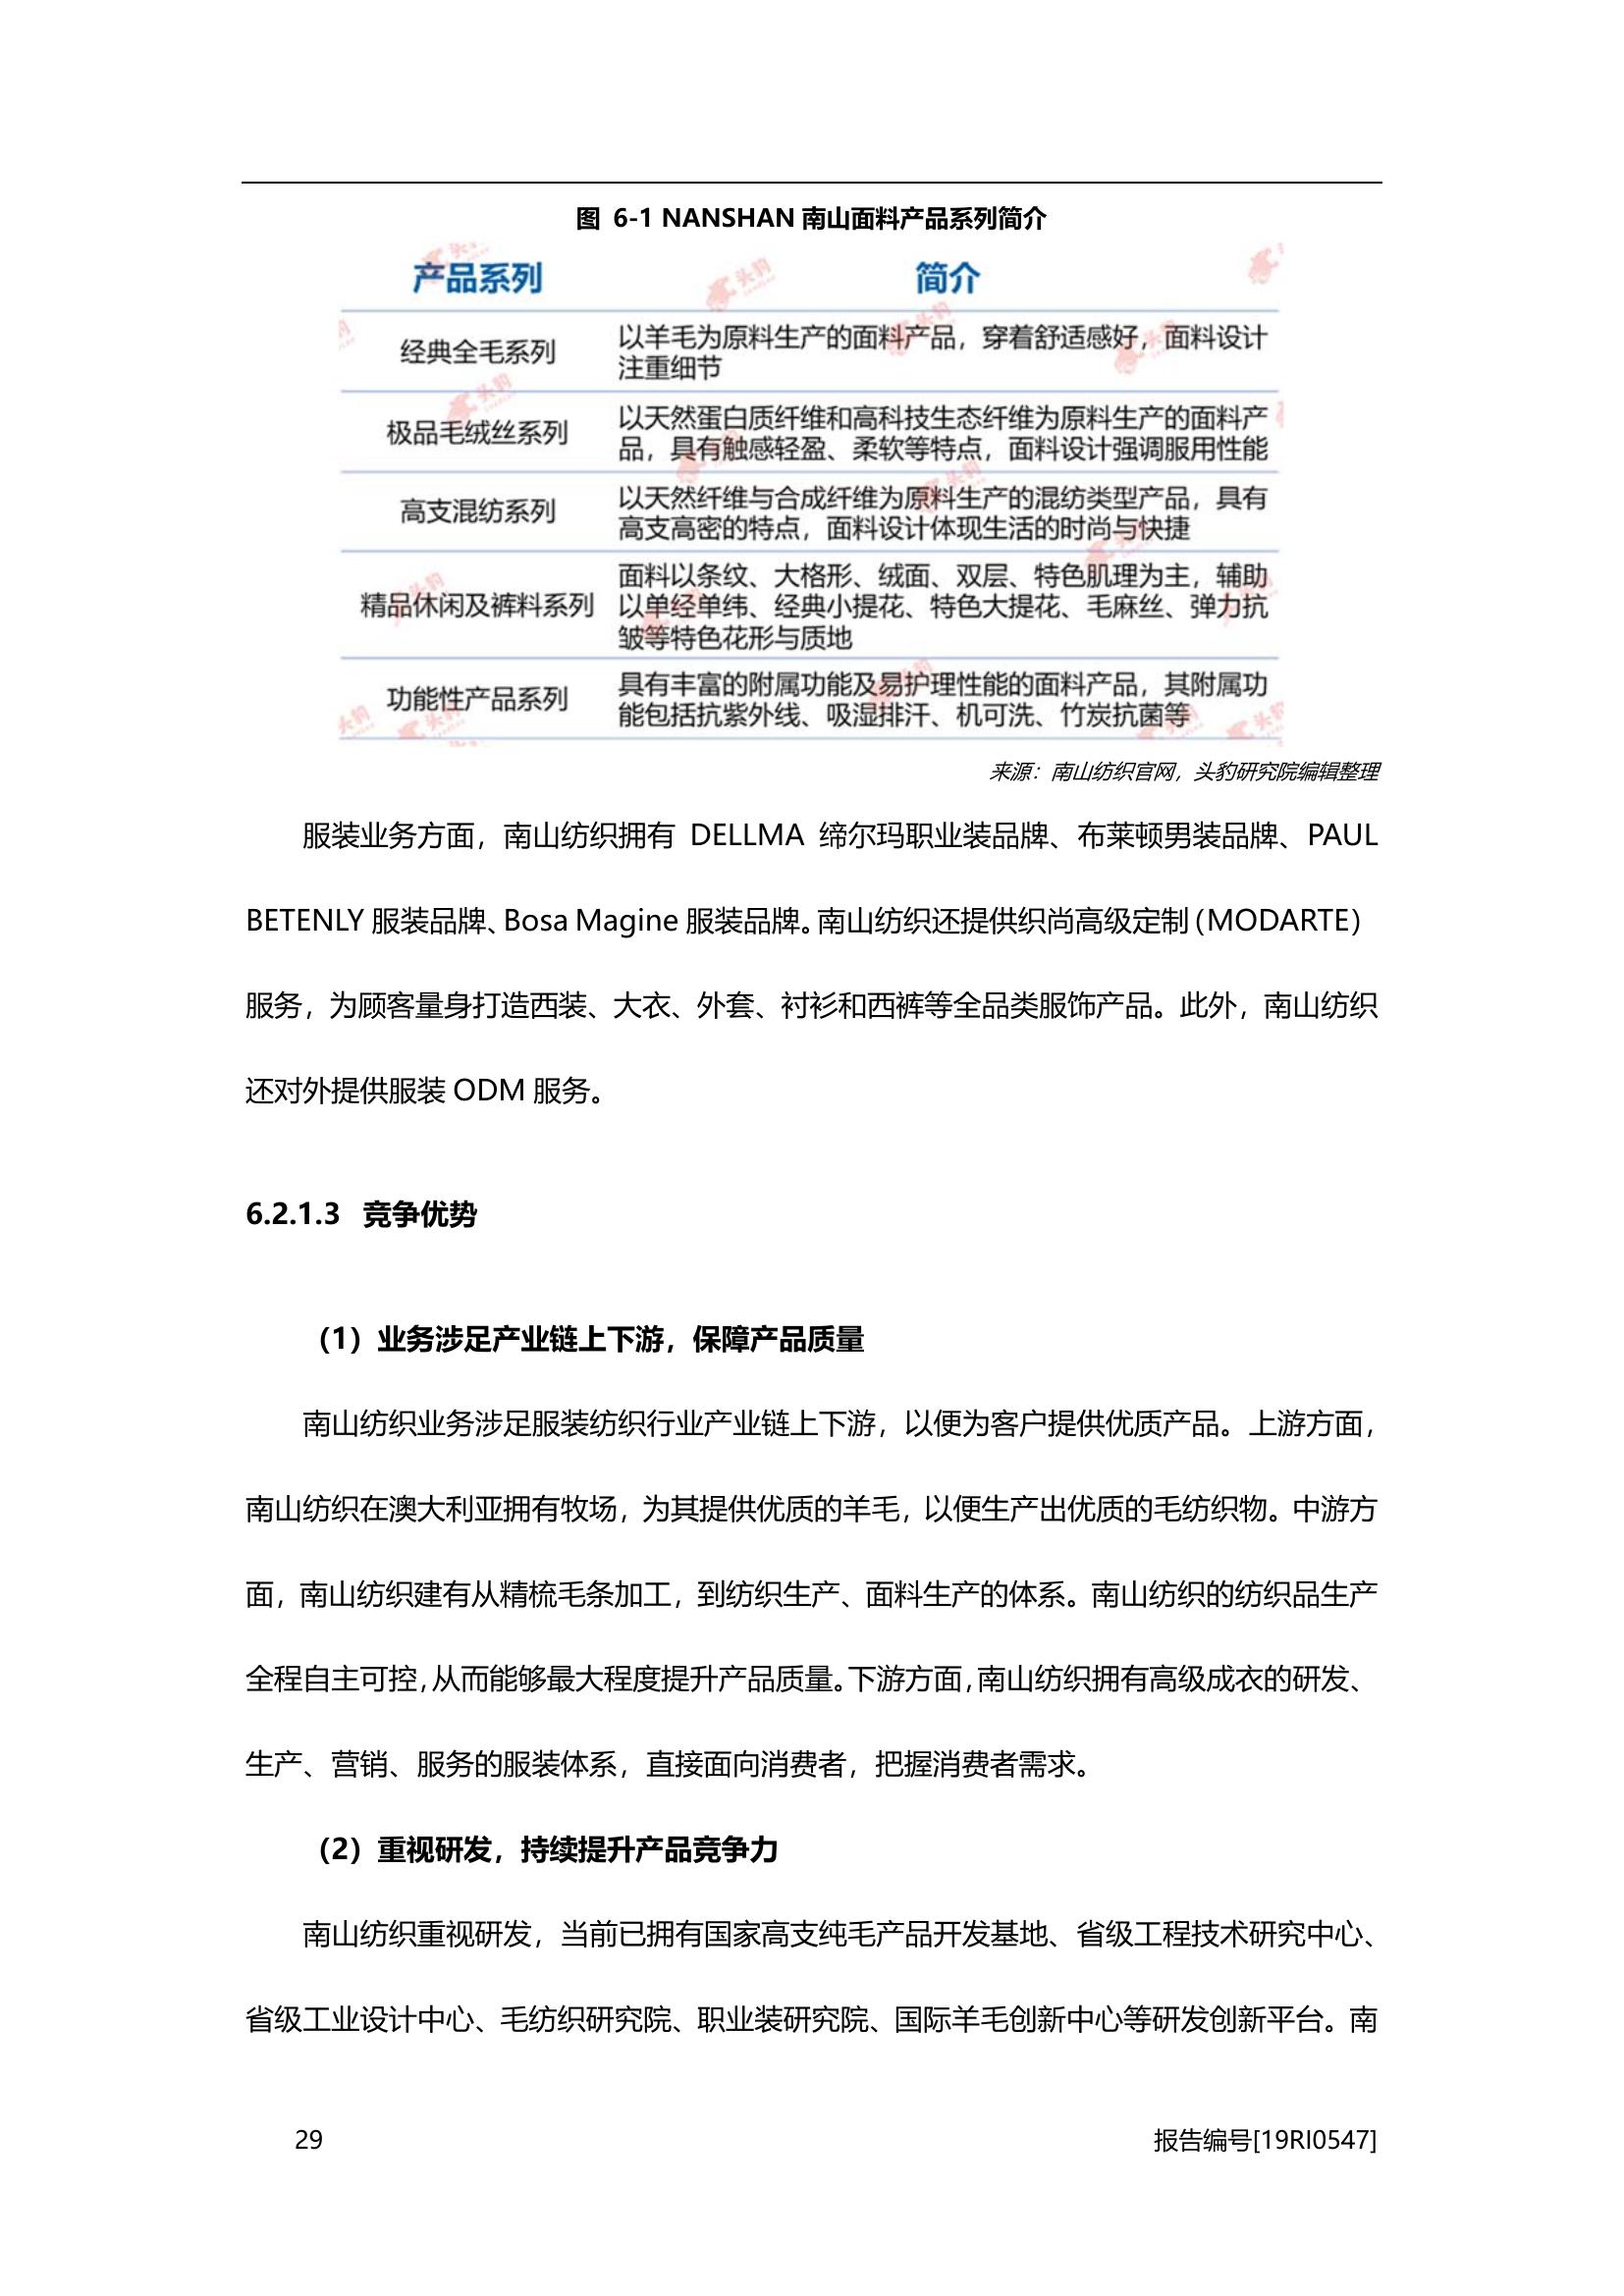 图 6-1 NANSHAN 南山面料产品系列简介
产品系列 简介
经典全毛系列 以羊毛为原料生产的面料产品，穿着舒适感好，面料设计
注重细节
极品毛绒丝系列 以天然蛋白质纤维和高科技生态纤维为原料生产的面料产
品，具有触感轻盈、柔软等特点，面料设计强调服用性能
高支混纺系列 以天然纤维与合成纤维为原料生产的混纺类型产品，具有
高支高密的特点，面料设计体现生活的时尚与快捷
精品休闲及裤料系列 面料以条纹、大格形、绒面、双层、特色肌理为主，辅助
以单经单纬、经典小提花、特色大提花、毛麻丝、弹力抗
皱等特色花形与质地
功能性产品系列 具有丰富的附属功能及易护理性能的面料产品，其附属功
能包括抗紫外线、吸湿排汗、机可洗、竹炭抗菌等
来源：南山纺织官网，头豹研究院编辑整理
服装业务方面，南山纺织拥有 DELLMA 缔尔玛职业装品牌、布莱顿男装品牌、PAUL
BETENLY 服装品牌、Bosa Magine 服装品牌。南山纺织还提供织尚高级定制（MODARTE）
服务，为顾客量身打造西装、大衣、外套、衬衫和西裤等全品类服饰产品。此外，南山纺织
还对外提供服装 ODM 服务。
6.2.1.3 竞争优势
（1）业务涉足产业链上下游，保障产品质量
南山纺织业务涉足服装纺织行业产业链上下游，以便为客户提供优质产品。上游方面，
南山纺织在澳大利亚拥有牧场，为其提供优质的羊毛，以便生产出优质的毛纺织物。中游方
面，南山纺织建有从精梳毛条加工，到纺织生产、面料生产的体系。南山纺织的纺织品生产
全程自主可控，从而能够最大程度提升产品质量。下游方面，南山纺织拥有高级成衣的研发、
生产、营销、服务的服装体系，直接面向消费者，把握消费者需求。
（2）重视研发，持续提升产品竞争力
南山纺织重视研发，当前已拥有国家高支纯毛产品开发基地、省级工程技术研究中心、
省级工业设计中心、毛纺织研究院、职业装研究院、国际羊毛创新中心等研发创新平台。南
29 报告编号[19RI0547]